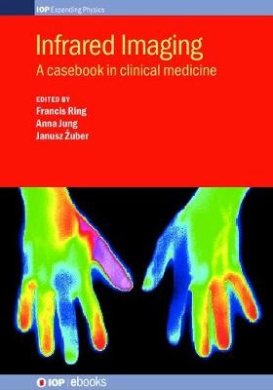 IOP Expanding Physics
Infrared Imaging
A casebook in clinical medicine
EDITED BY
Francis Ring
Anna Jung
Janusz Żuber
IOP | ebooks